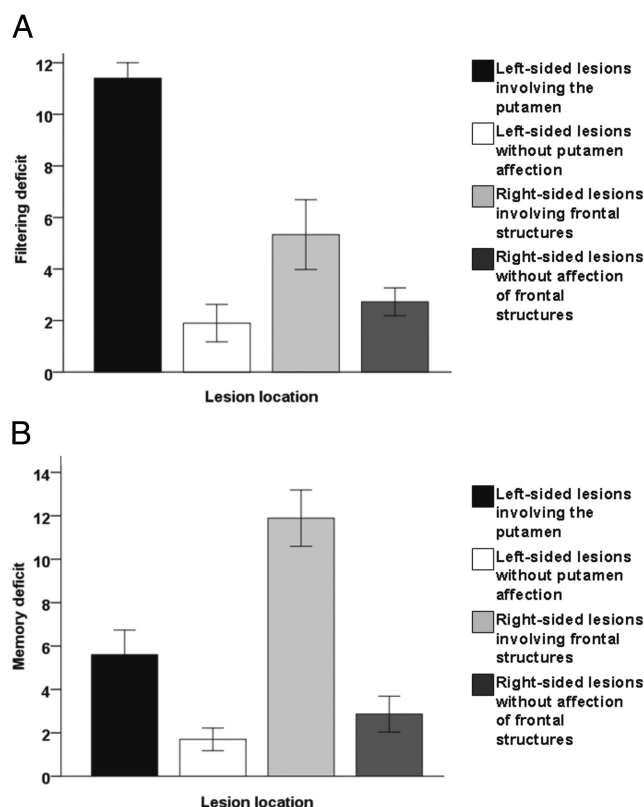 A
12
10
8
6
4
2
0
Filtering deficit
Lesion location
Left-sided lesions
involving the
putamen
Left-sided lesions
without putamen
affection
Right-sided lesions
involving frontal
structures
Right-sided lesions
without affection
of frontal
structures
B
14
12
10
8
6
4
2
0
Memory deficit
Lesion location
Left-sided lesions
involving the
putamen
Left-sided lesions
without putamen
affection
Right-sided lesions
involving frontal
structures
Right-sided lesions
without affection
of frontal
structures